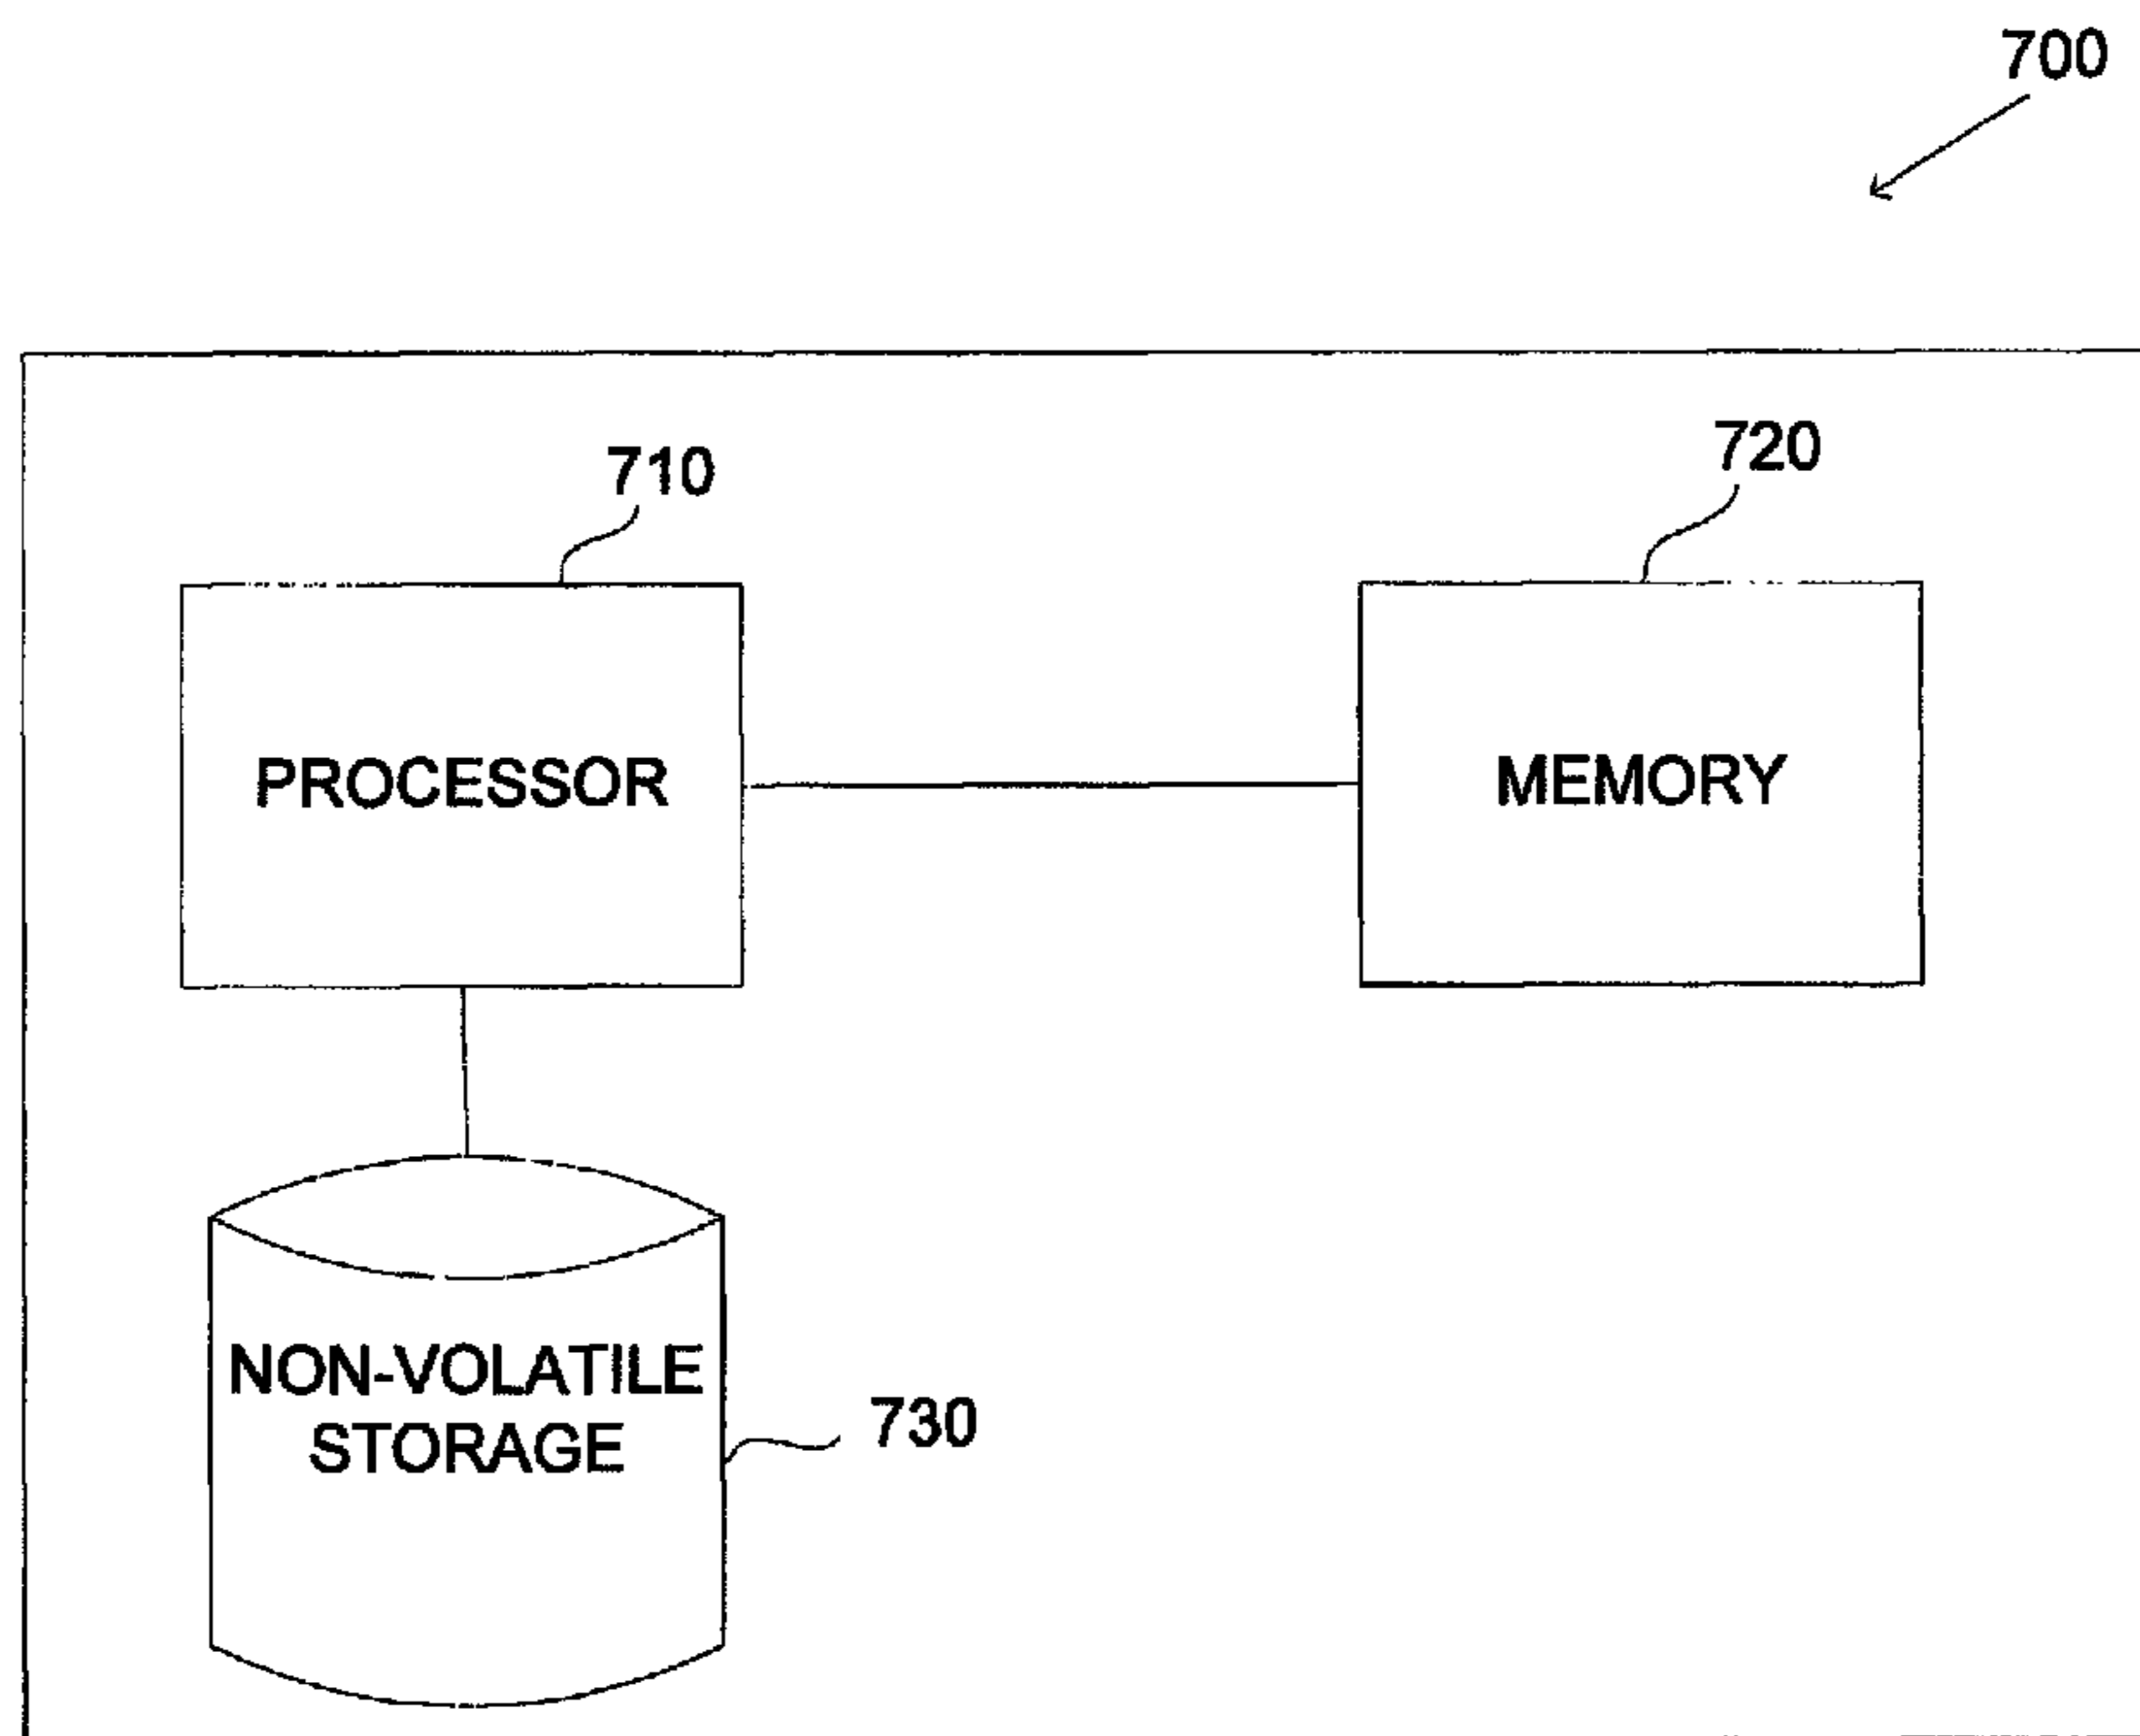 700
710
720
PROCESSOR
MEMORY
NON-VOLATILE
STORAGE
730